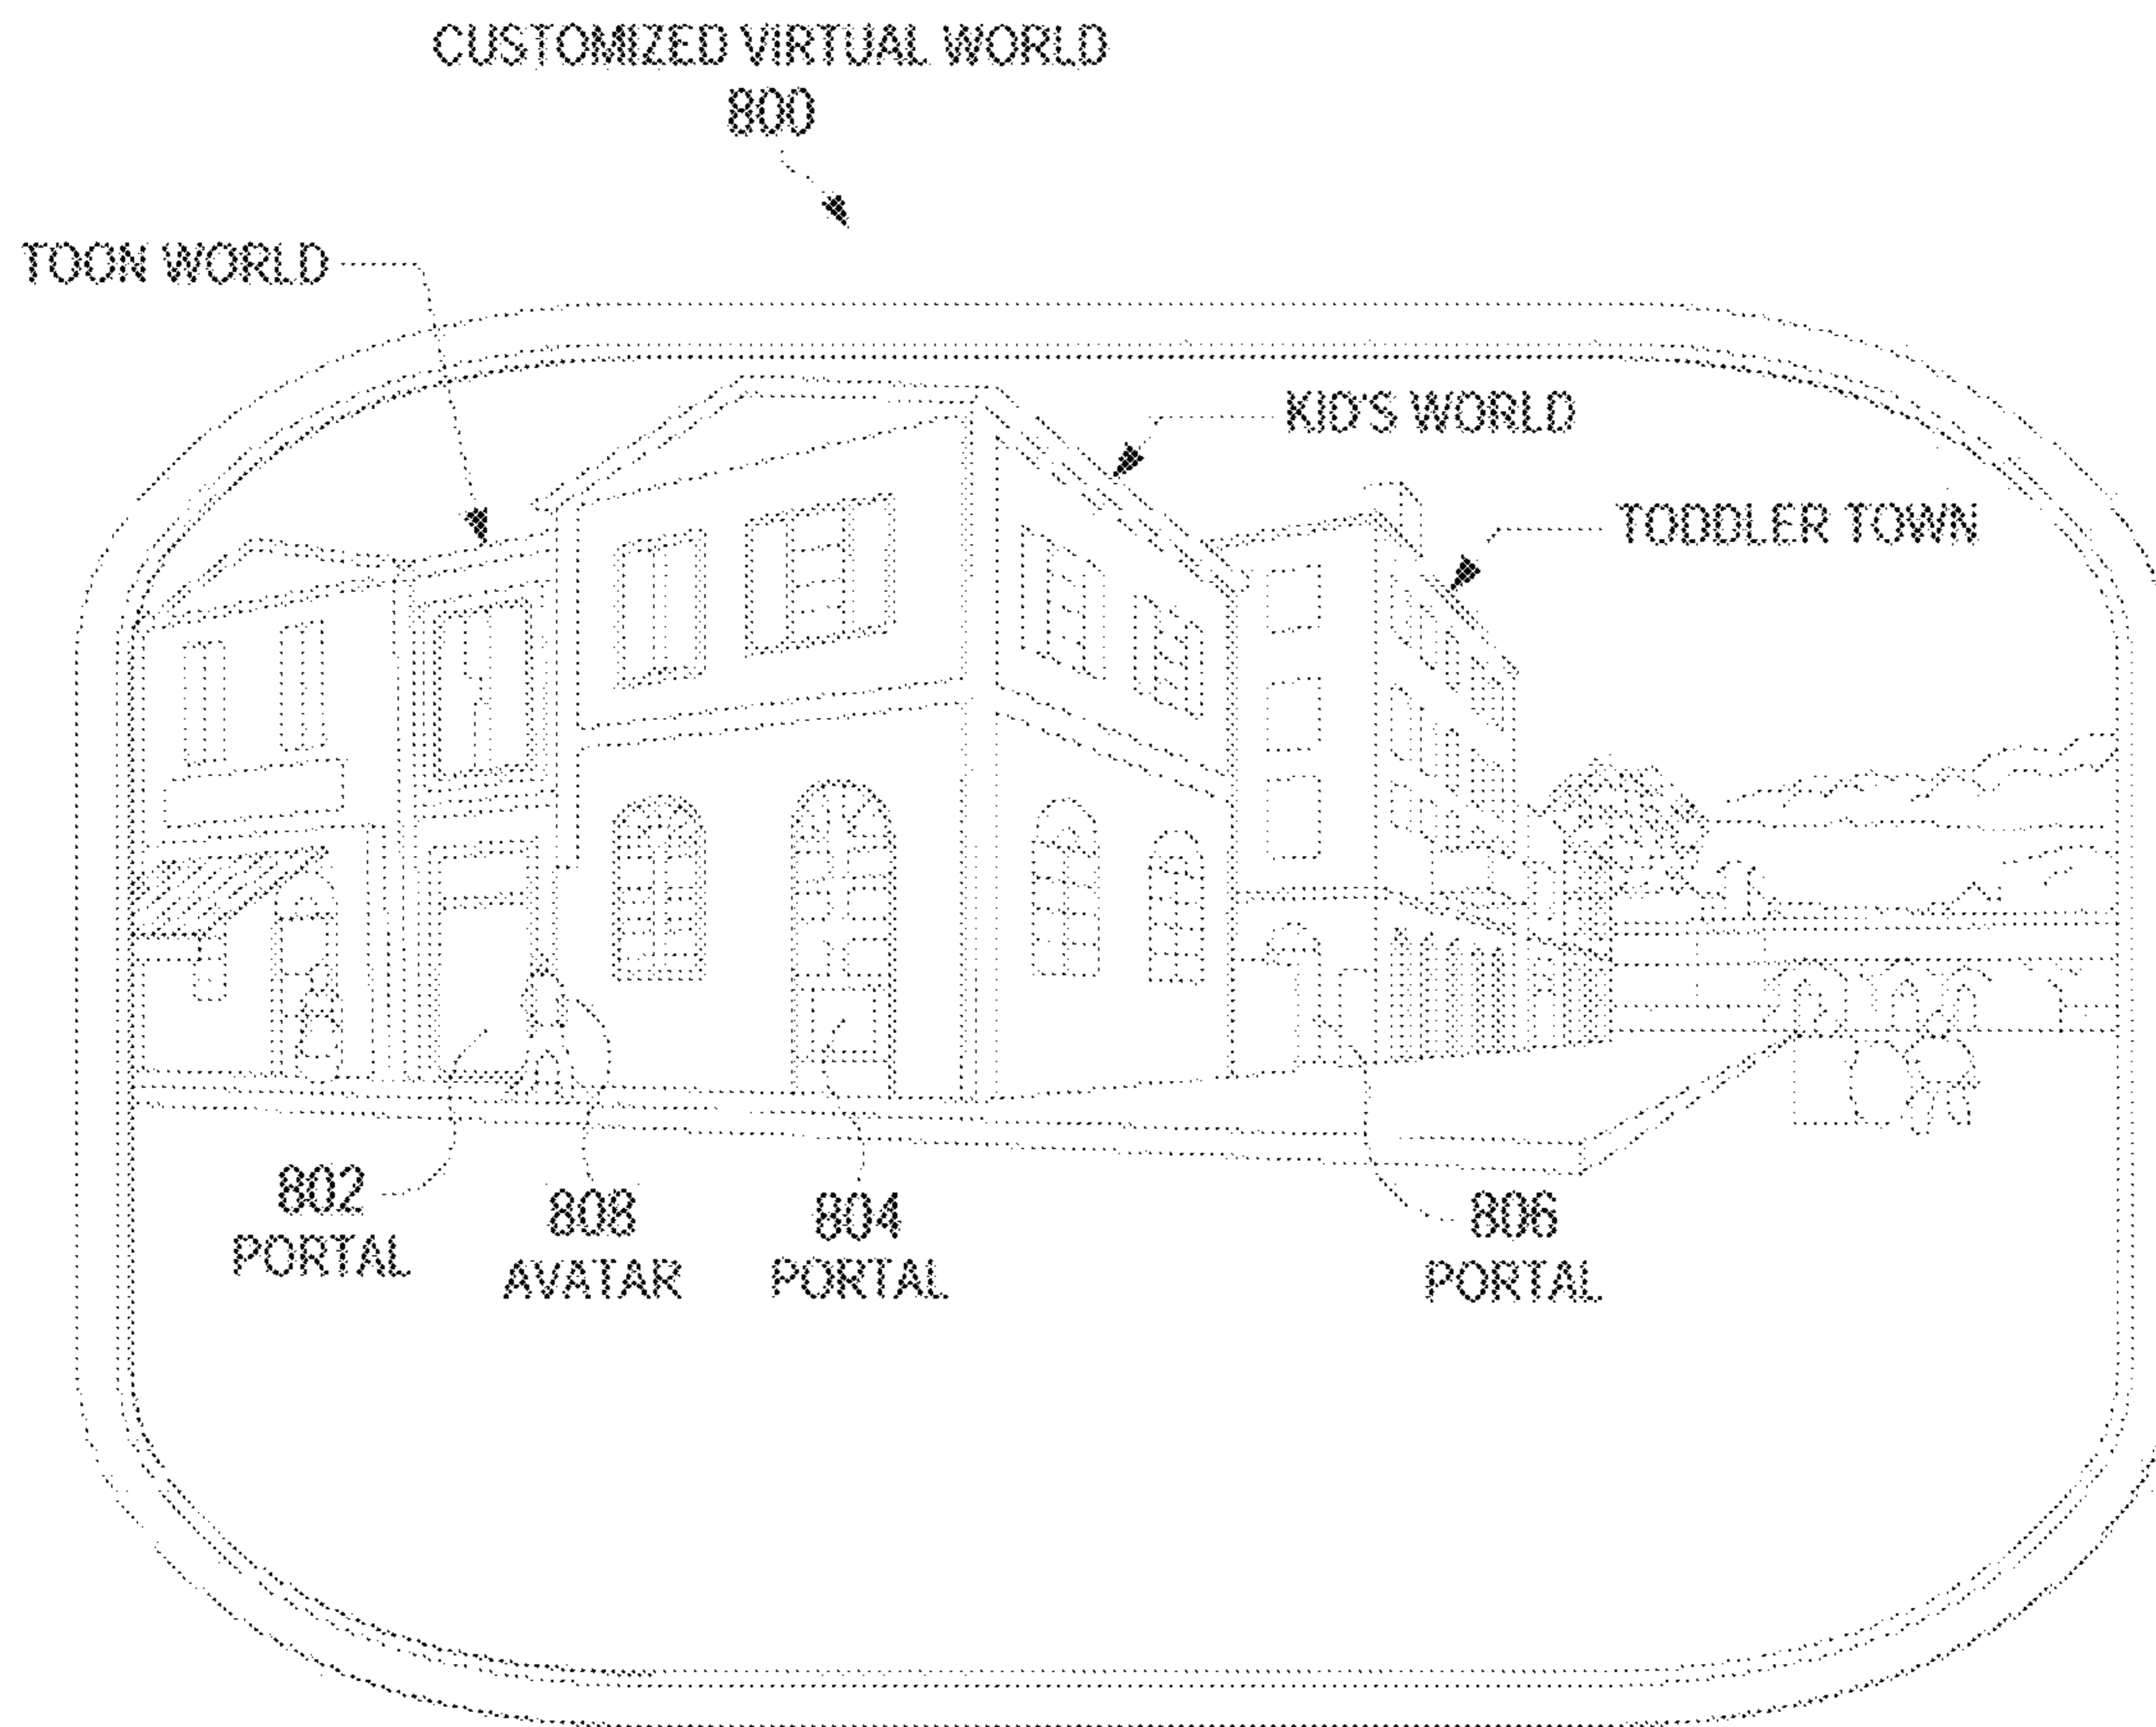 CUSTOMIZED VIRTUAL WORLD
800
TOON WORLD
KID'S WORLD
TODDLER TOWN
802
PORTAL
808
AVATAR
804
PORTAL
806
PORTAL